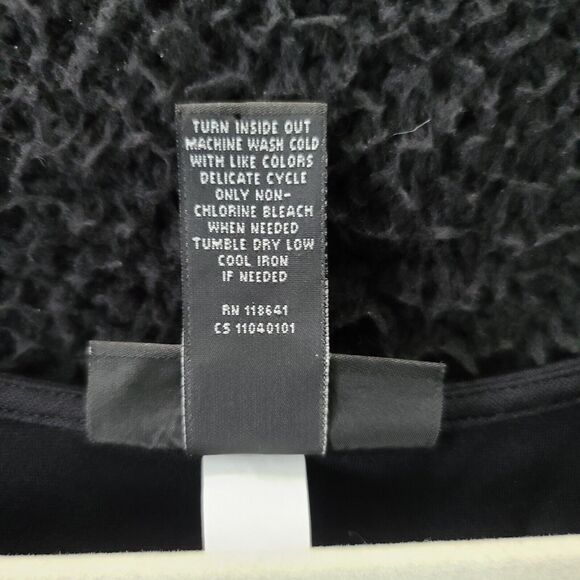 TURN INSIDE OUT
MACHINE WASH COLD
WITH LIKE COLORS
DELICATE CYCLE
ONLY NON-
CHLORINE BLEACH
WHEN NEEDED
TUMBLE DRY LOW
COOL IRON
IF NEEDED
RN 118641
CS 11040101